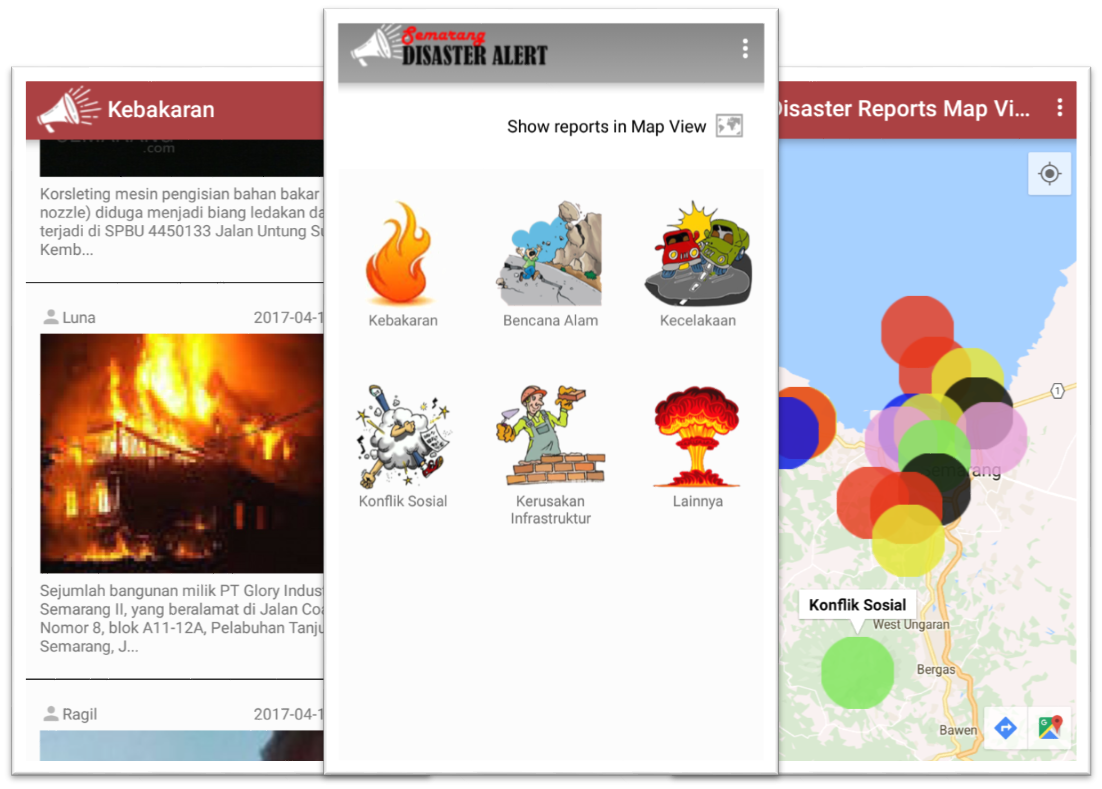 Kebakaran
.com
Korsleting mesin pengisian bahan bakar
nozzle) diduga menjadi biang ledakan da
terjadi di SPBU 4450133 Jalan Untung Su
Kemb...
Luna
2017-04-1
Sejumlah bangunan milik PT Glory Indust
Semarang II, yang beralamat di Jalan Coa
Nomor 8, blok A11-12A, Pelabuhan Tanju
Semarang, J...
Ragil
2017-04-1
Semarang
DISASTER ALERT
Show reports in Map View
Kebakaran
Bencana Alam
Kecelakaan
Konflik Sosial
Kerusakan
Infrastruktur
Lainnya
Disaster Reports Map Vi...
1
Semarang
Konflik Sosial
West Ungaran
Bergas
Bawen